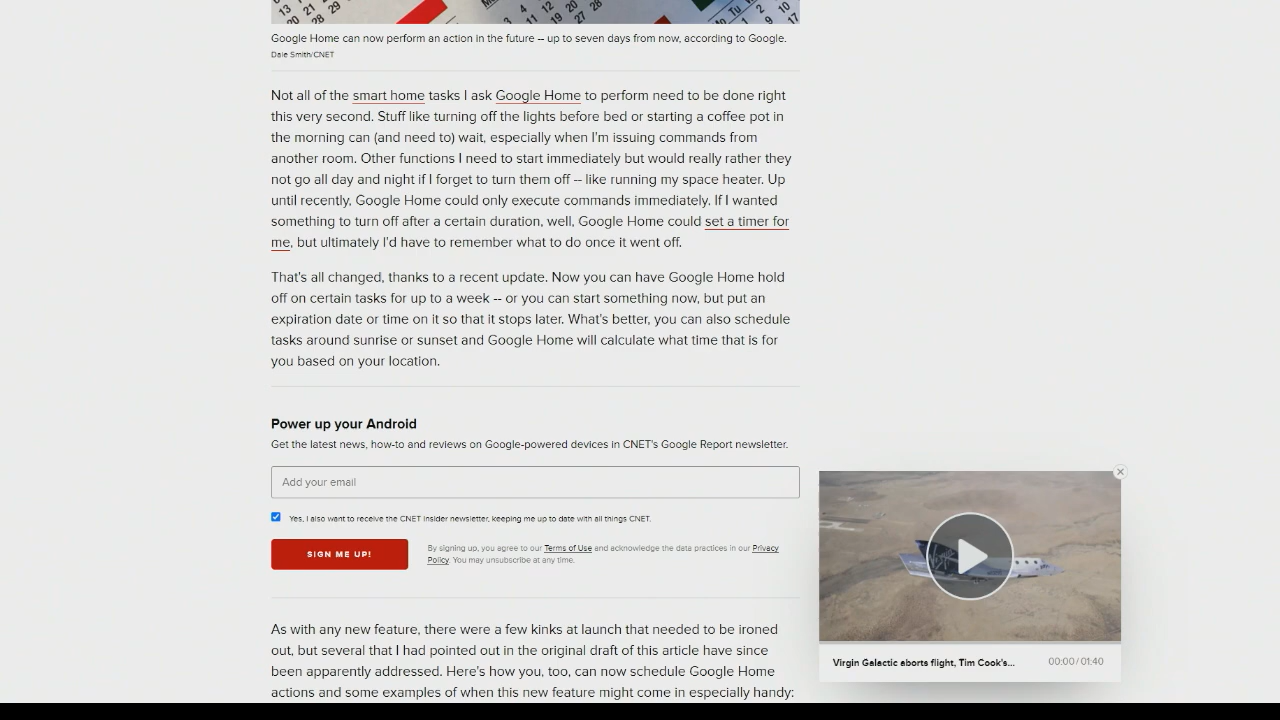 Google Home can now perform an action in the future -- up to seven days from now, according to Google.
Dale Smith/CNET
Not all of the smart home tasks I ask Google Home to perform need to be done right
this very second. Stuff like turning off the lights before bed or starting a coffee pot in
the morning can (and need to) wait, especially when I'm issuing commands from
another room. Other functions I need to start immediately but would really rather they
not go all day and night if I forget to turn them off -- like running my space heater. Up
until recently, Google Home could only execute commands immediately. If I wanted
something to turn off after a certain duration, well, Google Home could set a timer for
me, but ultimately I'd have to remember what to do once it went off.
That's all changed, thanks to a recent update. Now you can have Google Home hold
off on certain tasks for up to a week -- or you can start something now, but put an
expiration date or time on it so that it stops later. What's better, you can also schedule
tasks around sunrise or sunset and Google Home will calculate what time that is for
you based on your location.
Power up your Android
Get the latest news, how-to and reviews on Google-powered devices in CNET's Google Report newsletter.
Add your email
Yes, I also want to receive the CNET Insider newsletter, keeping me up to date with all things CNET.
SIGN ME UP!
By signing up, you agree to our Terms of Use and acknowledge the data practices in our Privacy
Policy. You may unsubscribe at any time.
As with any new feature, there were a few kinks at launch that needed to be ironed
out, but several that I had pointed out in the original draft of this article have since
been apparently addressed. Here's how you, too, can now schedule Google Home
actions and some examples of when this new feature might come in especially handy:
Virgin Galactic aborts flight, Tim Cook's...
00:00 / 01:40